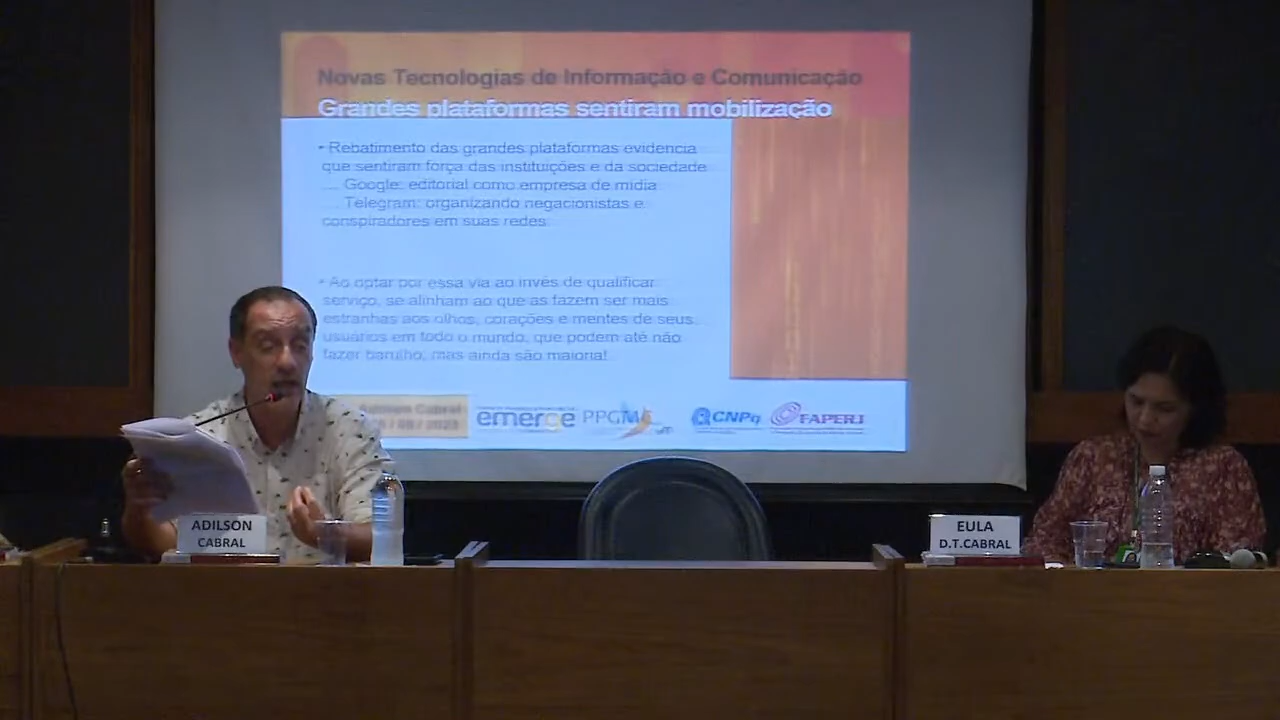 Novas Tecnologias de Informação e Comunicação
Grandes plataformas sentiram mobilização
• Rebatimento das grandes plataformas evidencia
que sentiram força das instituições e da sociedade
... Google: editorial como empresa de mídia
... Telegram: organizando negacionistas e
conspiradores em suas redes
• Ao optar por essa via ao invés de qualificar
serviço, se alinham ao que as fazem ser mais
estranhas aos olhos, corações e mentes de seus
usuários em todo o mundo, que podem até não
fazer barulho, mas ainda são maioria!
Adilson Cabral
/ 2023
emerge
PPGM
CNPq
FAPERJ
ADILSON
CABRAL
EULA
D.T.CABRAL